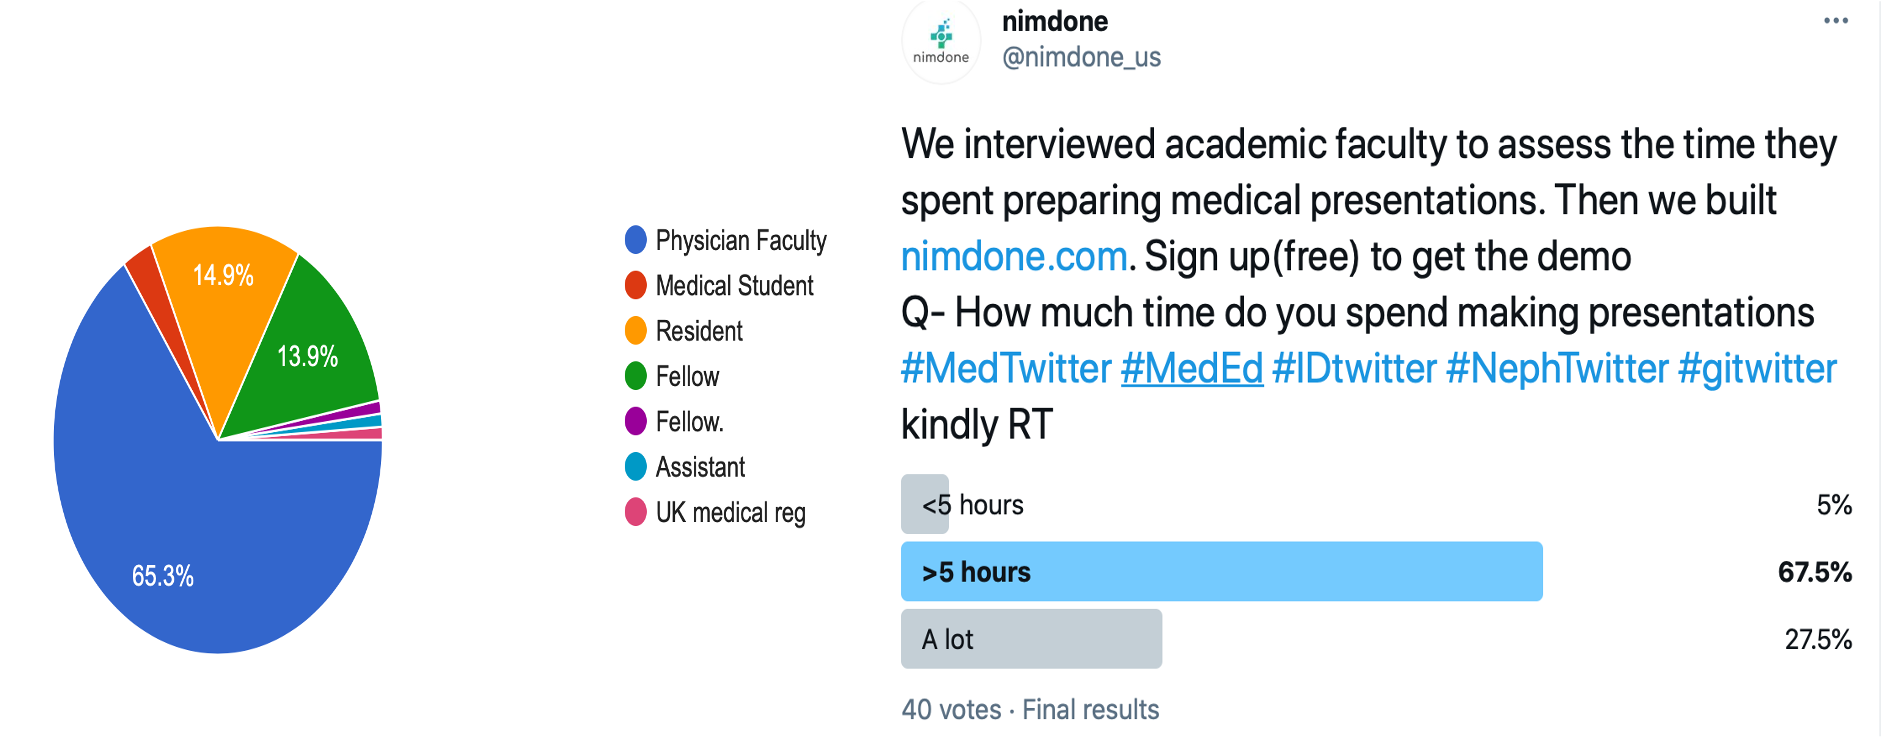 14.9%
13.9%
65.3%
Physician Faculty
Medical Student
Resident
Fellow
Fellow.
Assistant
UK medical reg
nimdone
nimdone
@nimdone_us
We interviewed academic faculty to assess the time they
spent preparing medical presentations. Then we built
nimdone.com. Sign up(free) to get the demo
Q- How much time do you spend making presentations
#MedTwitter #MedEd #IDtwitter #NephTwitter #gitwitter
kindly RT
<5 hours 5%
>5 hours 67.5%
A lot 27.5%
40 votes · Final results